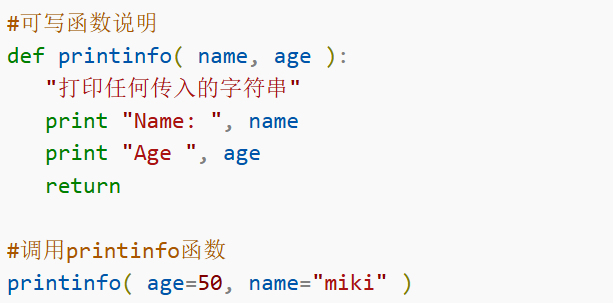 #可写函数说明
def printinfo( name, age ):
   "打印任何传入的字符串"
   print "Name: ", name
   print "Age ", age
   return

#调用printinfo函数
printinfo( age=50, name="miki" )